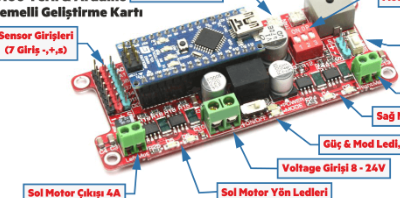 emelli Geliştirme Kartı
Sensor Girişleri
(7 Giriş -,+,s)
Sağ M
Güç & Mod Ledi,
Voltage Girişi 8 - 24V
Sol Motor Çıkışı 4A
Sol Motor Yön Ledleri